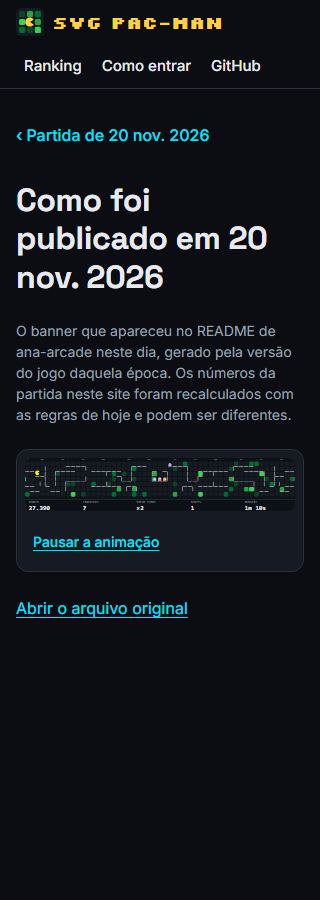 SVG PAC-MAN
Ranking Como entrar GitHub
‹ Partida de 20 nov. 2026
Como foi
publicado em 20
nov. 2026
O banner que apareceu no README de
ana-arcade neste dia, gerado pela versão
do jogo daquela época. Os números da
partida neste site foram recalculados com
as regras de hoje e podem ser diferentes.
27.390 7 ×2 1 1m 10s
Pausar a animação
Abrir o arquivo original